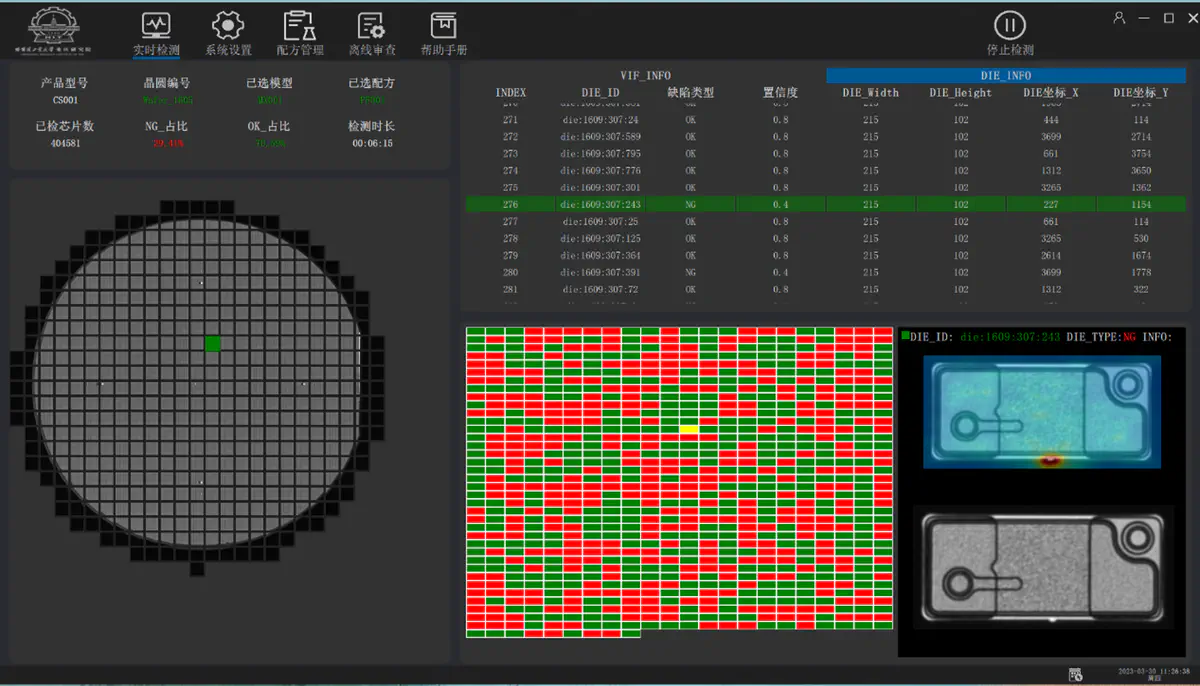 实时检测 系统设置 配方管理 离线审查 帮助手册 停止检测
产品型号 晶圆编号 已选模型 已选配方
CS001
已检芯片数 NG_占比 OK_占比 检测时长
404581 29.41% 70.59% 00:06:15
VIF_INFO DIE_INFO
INDEX DIE_ID 缺陷类型 置信度 DIE_Width DIE_Height DIE坐标_X DIE坐标_Y
271 die:1609:307:24 OK 0.8 215 102 444 114
272 die:1609:307:589 OK 0.8 215 102 3699 2714
273 die:1609:307:795 OK 0.8 215 102 661 3754
274 die:1609:307:776 OK 0.8 215 102 1312 3650
275 die:1609:307:301 OK 0.8 215 102 3265 1362
276 die:1609:307:243 NG 0.4 215 102 227 1154
277 die:1609:307:25 OK 0.8 215 102 661 114
278 die:1609:307:125 OK 0.8 215 102 3265 530
279 die:1609:307:364 OK 0.8 215 102 2614 1674
280 die:1609:307:391 NG 0.4 215 102 3699 1778
281 die:1609:307:72 OK 0.8 215 102 1312 322
DIE_ID: die:1609:307:243 DIE_TYPE:NG INFO:
2023-03-30 11:26:38
周四